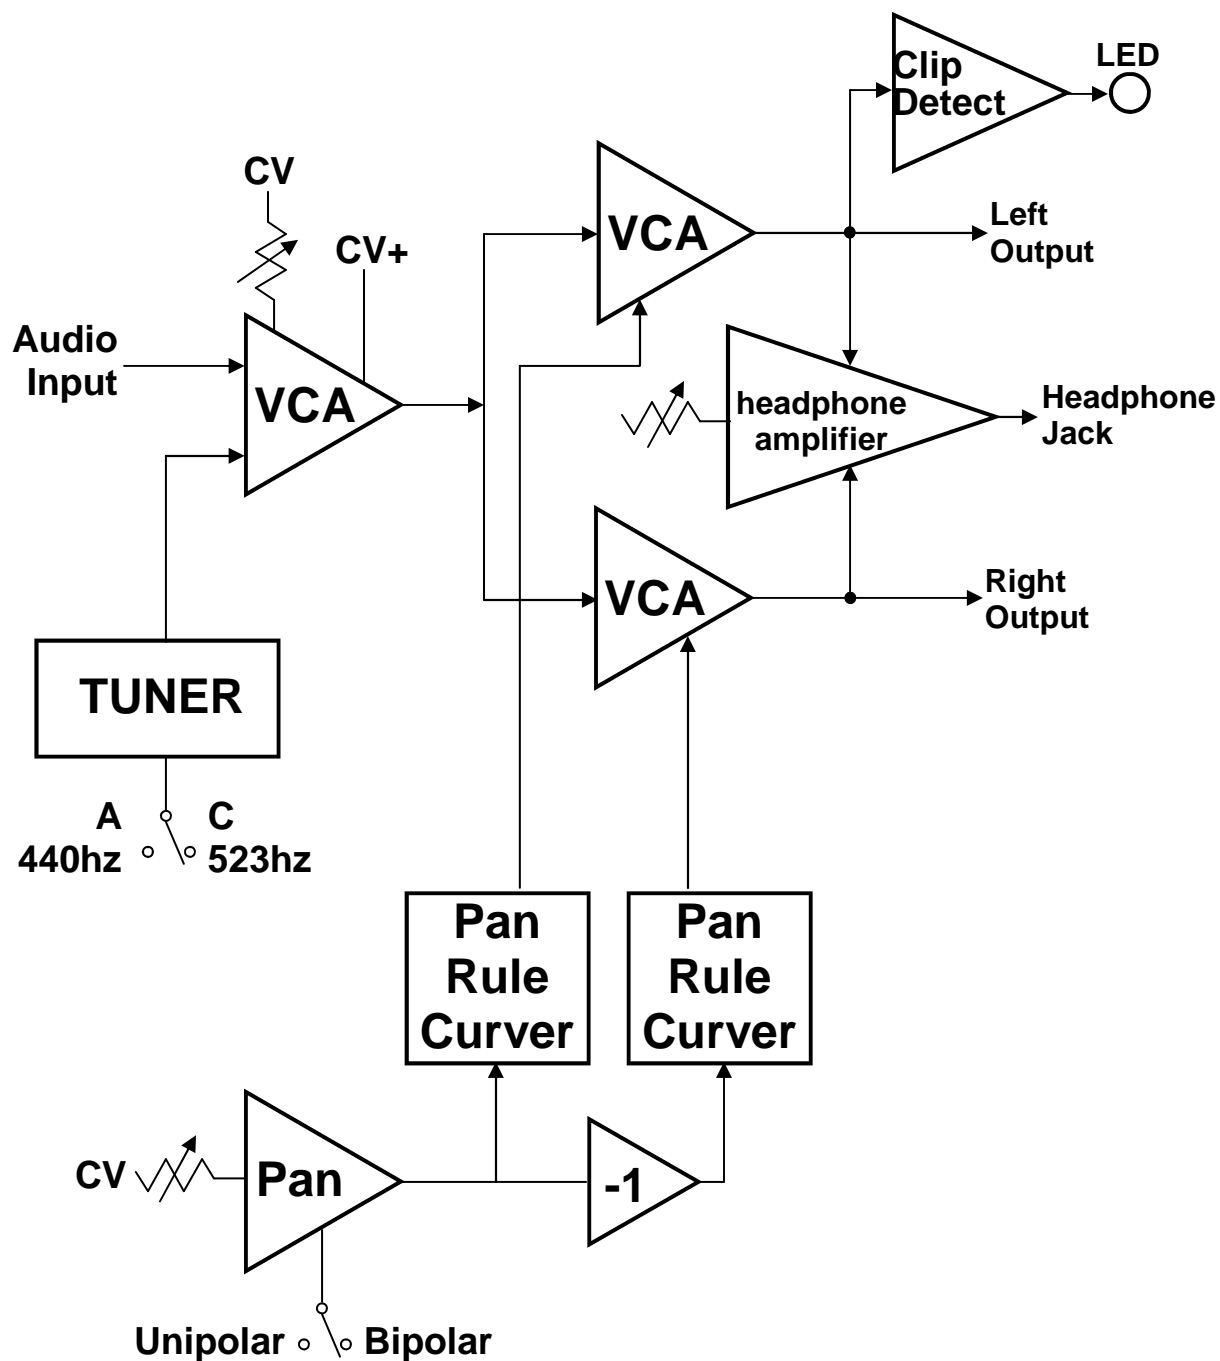 Clip
Detect
LED
CV
VCA
Left
Output
CV+
Audio
Input
VCA
headphone
amplifier
Headphone
Jack
VCA
Right
Output
TUNER
A
440hz
C
523hz
Pan
Rule
Curver
Pan
Rule
Curver
CV
Pan
-1
Unipolar
Bipolar